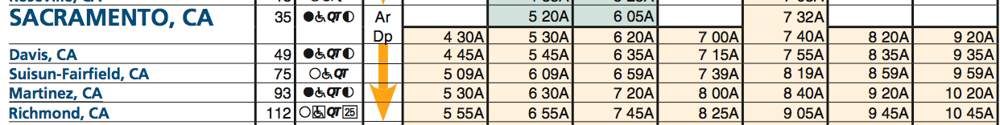 SACRAMENTO, CA 35 QT Ar 5 20A 6 05A 7 32A
Dp 4 30A 5 30A 6 20A 7 00A 7 40A 8 20A 9 20A
Davis, CA 49 QT 4 45A 5 45A 6 35A 7 15A 7 55A 8 35A 9 35A
Suisun-Fairfield, CA 75 QT 5 09A 6 09A 6 59A 7 39A 8 19A 8 59A 9 59A
Martinez, CA 93 QT 5 30A 6 30A 7 20A 8 00A 8 40A 9 20A 10 20A
Richmond, CA 112 QT 25 5 55A 6 55A 7 45A 8 25A 9 05A 9 45A 10 45A